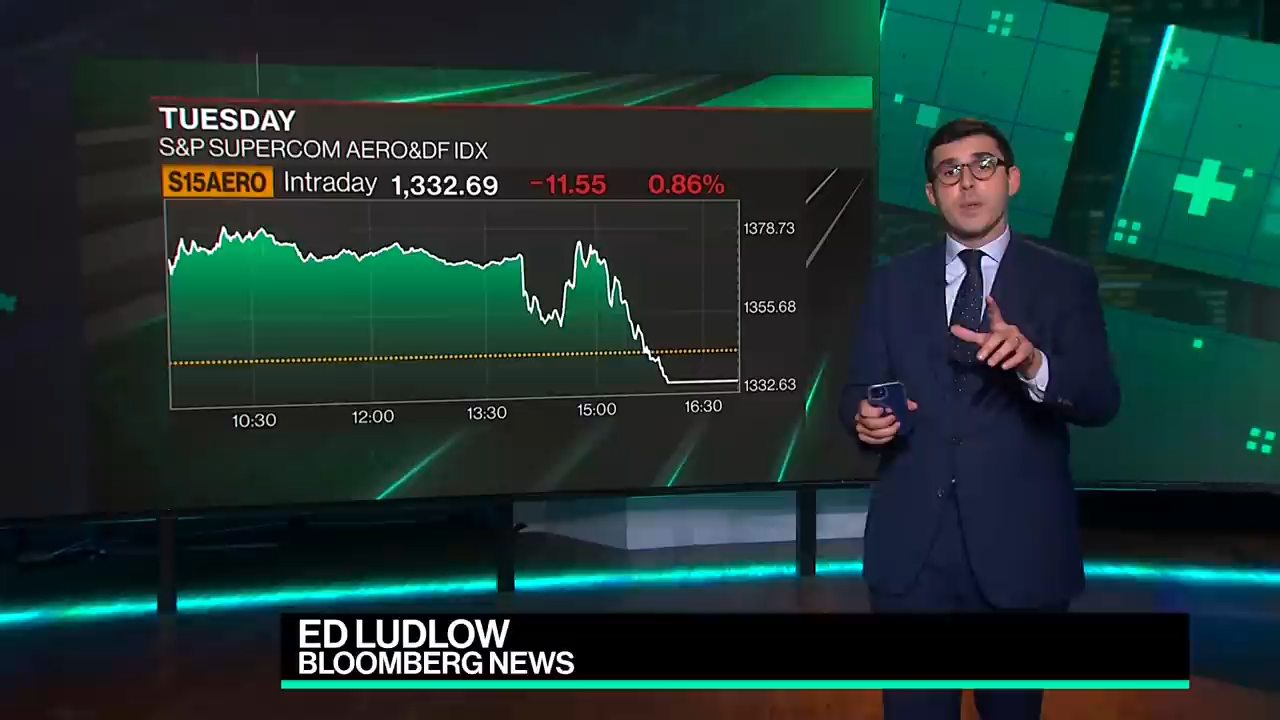 TUESDAY
S&P SUPERCOM AERO&DF IDX
S15AERO Intraday 1,332.69 -11.55 0.86%
1378.73
1355.68
1332.63
10:30 12:00 13:30 15:00 16:30
ED LUDLOW
BLOOMBERG NEWS